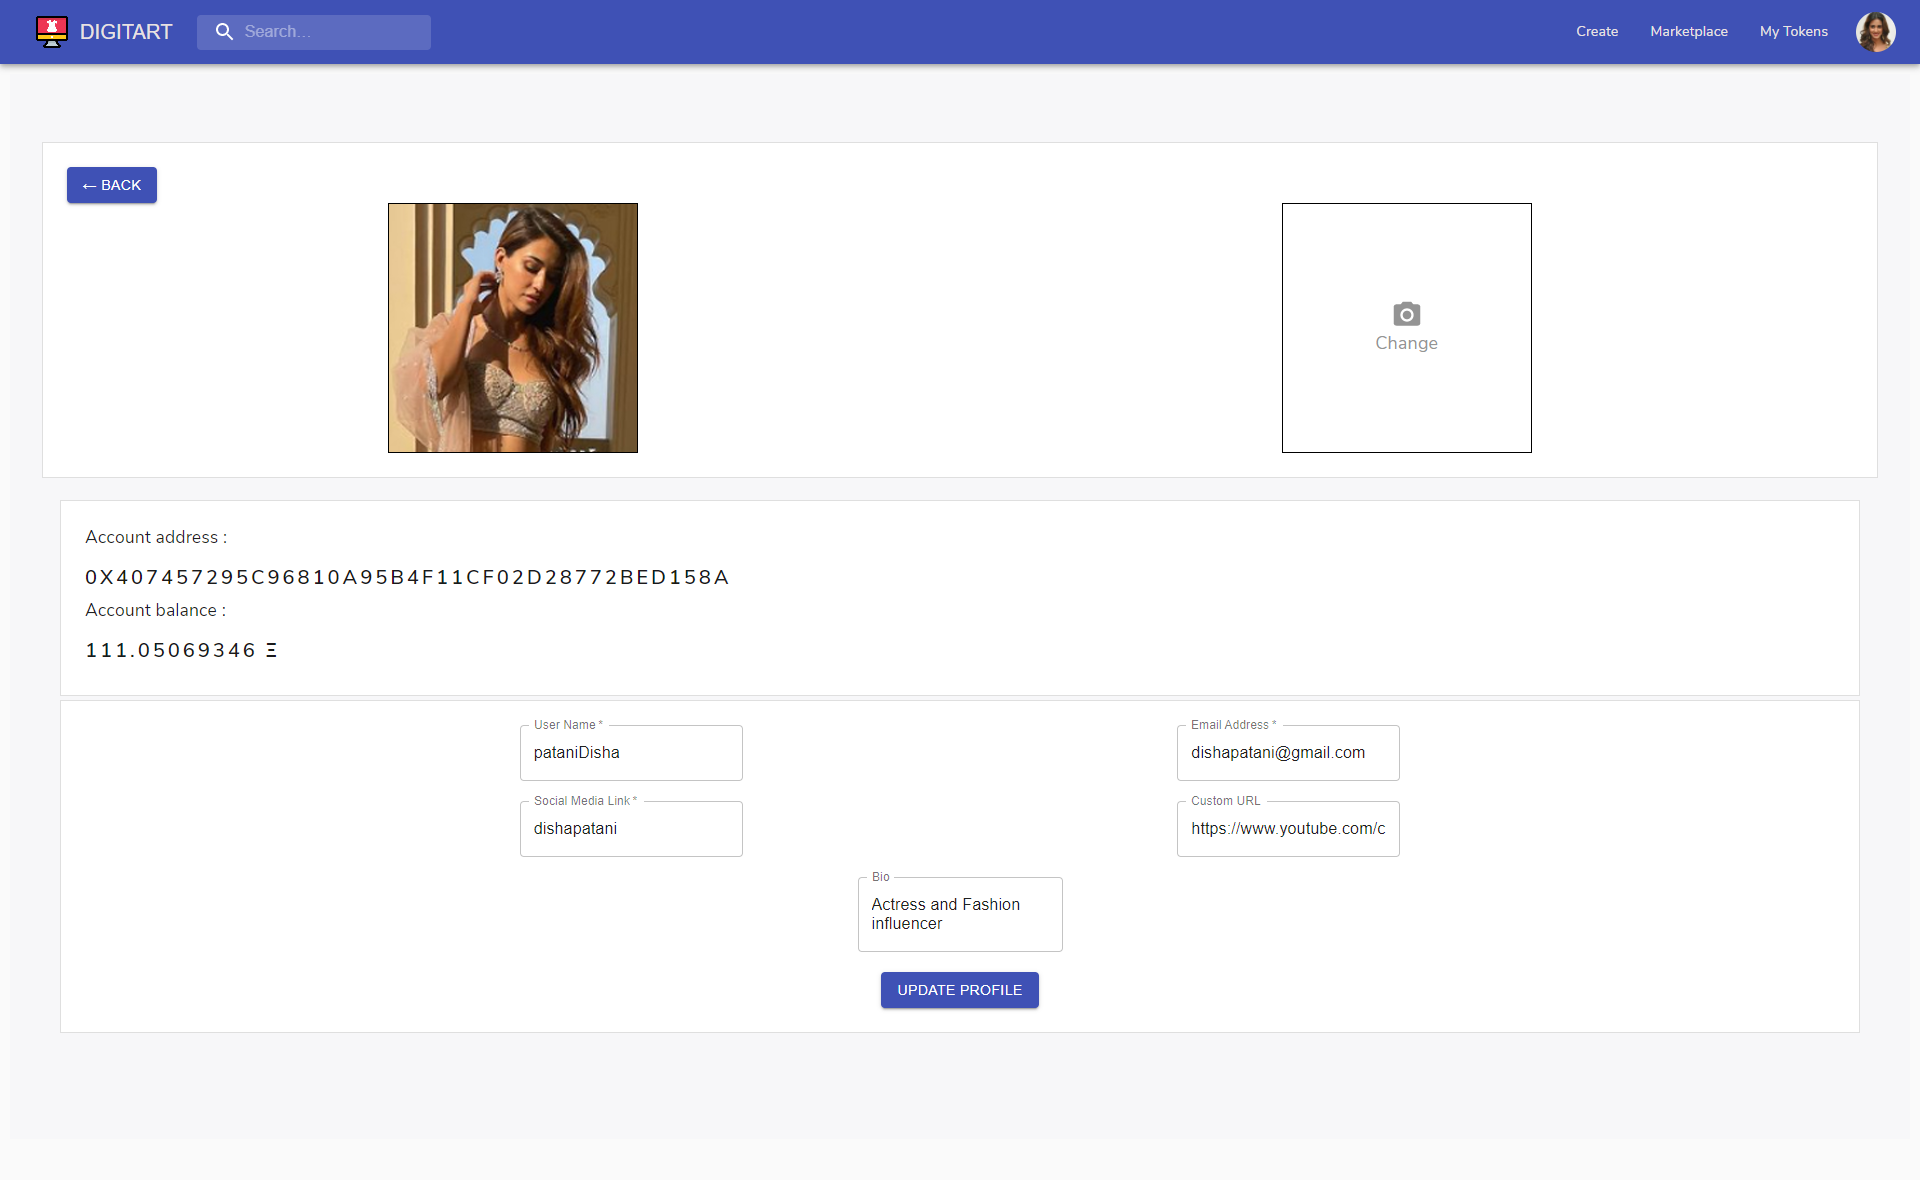 DIGITART
Search...
Create
Marketplace
My Tokens
← BACK
Change
Account address :
0X407457295C96810A95B4F11CF02D28772BED158A
Account balance :
111.05069346 Ξ
User Name *
pataniDisha
Email Address *
dishapatani@gmail.com
Social Media Link *
dishapatani
Custom URL
https://www.youtube.com/c
Bio
Actress and Fashion
influencer
UPDATE PROFILE